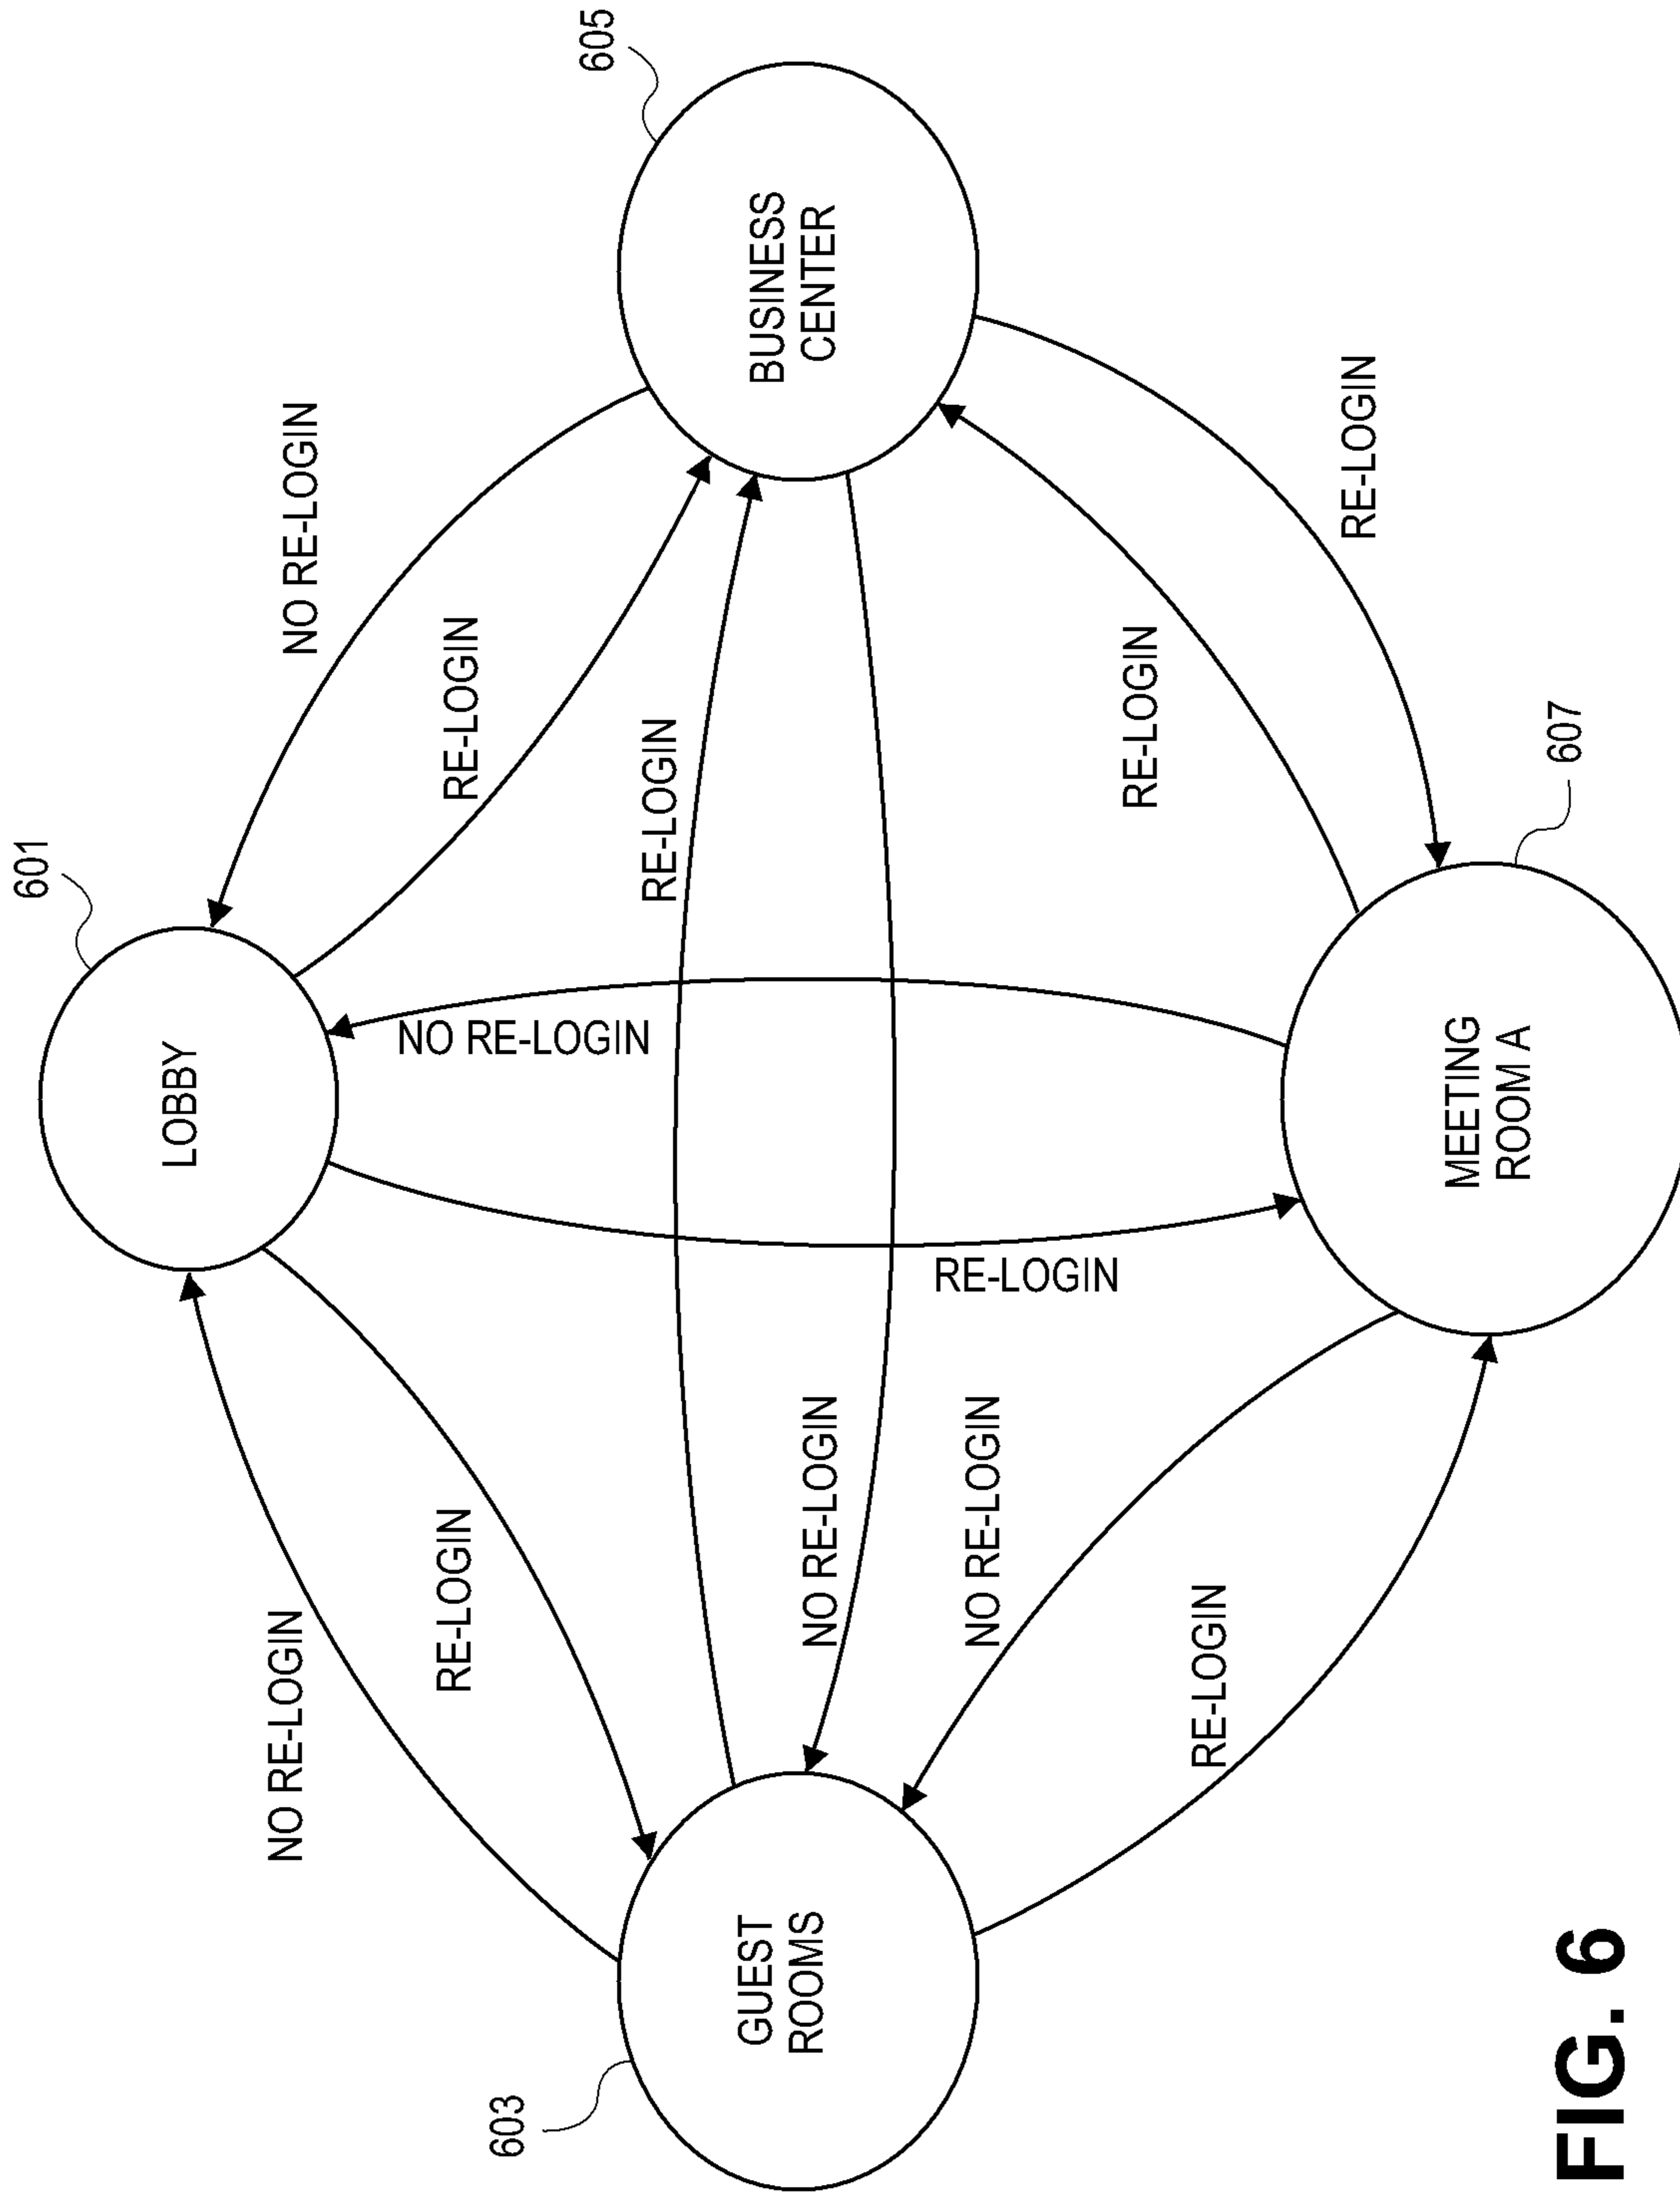 601
LOBBY
605
BUSINESS
CENTER
603
GUEST
ROOMS
607
MEETING
ROOM A
NO RE-LOGIN
RE-LOGIN
NO RE-LOGIN
RE-LOGIN
RE-LOGIN
NO RE-LOGIN
NO RE-LOGIN
RE-LOGIN
NO RE-LOGIN
RE-LOGIN
RE-LOGIN
RE-LOGIN
FIG. 6